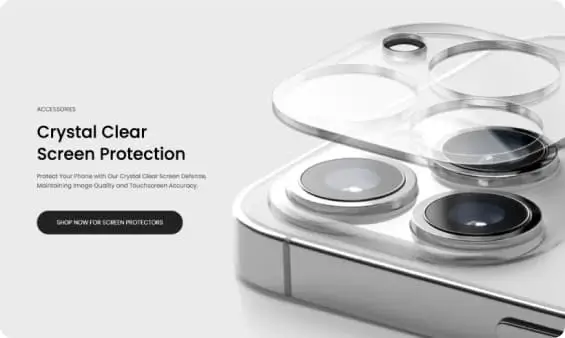 ACCESSORIES
Crystal Clear
Screen Protection
Protect Your Phone with Our Crystal Clear Screen Defense,
Maintaining Image Quality and Touchscreen Accuracy.
SHOP NOW FOR SCREEN PROTECTORS